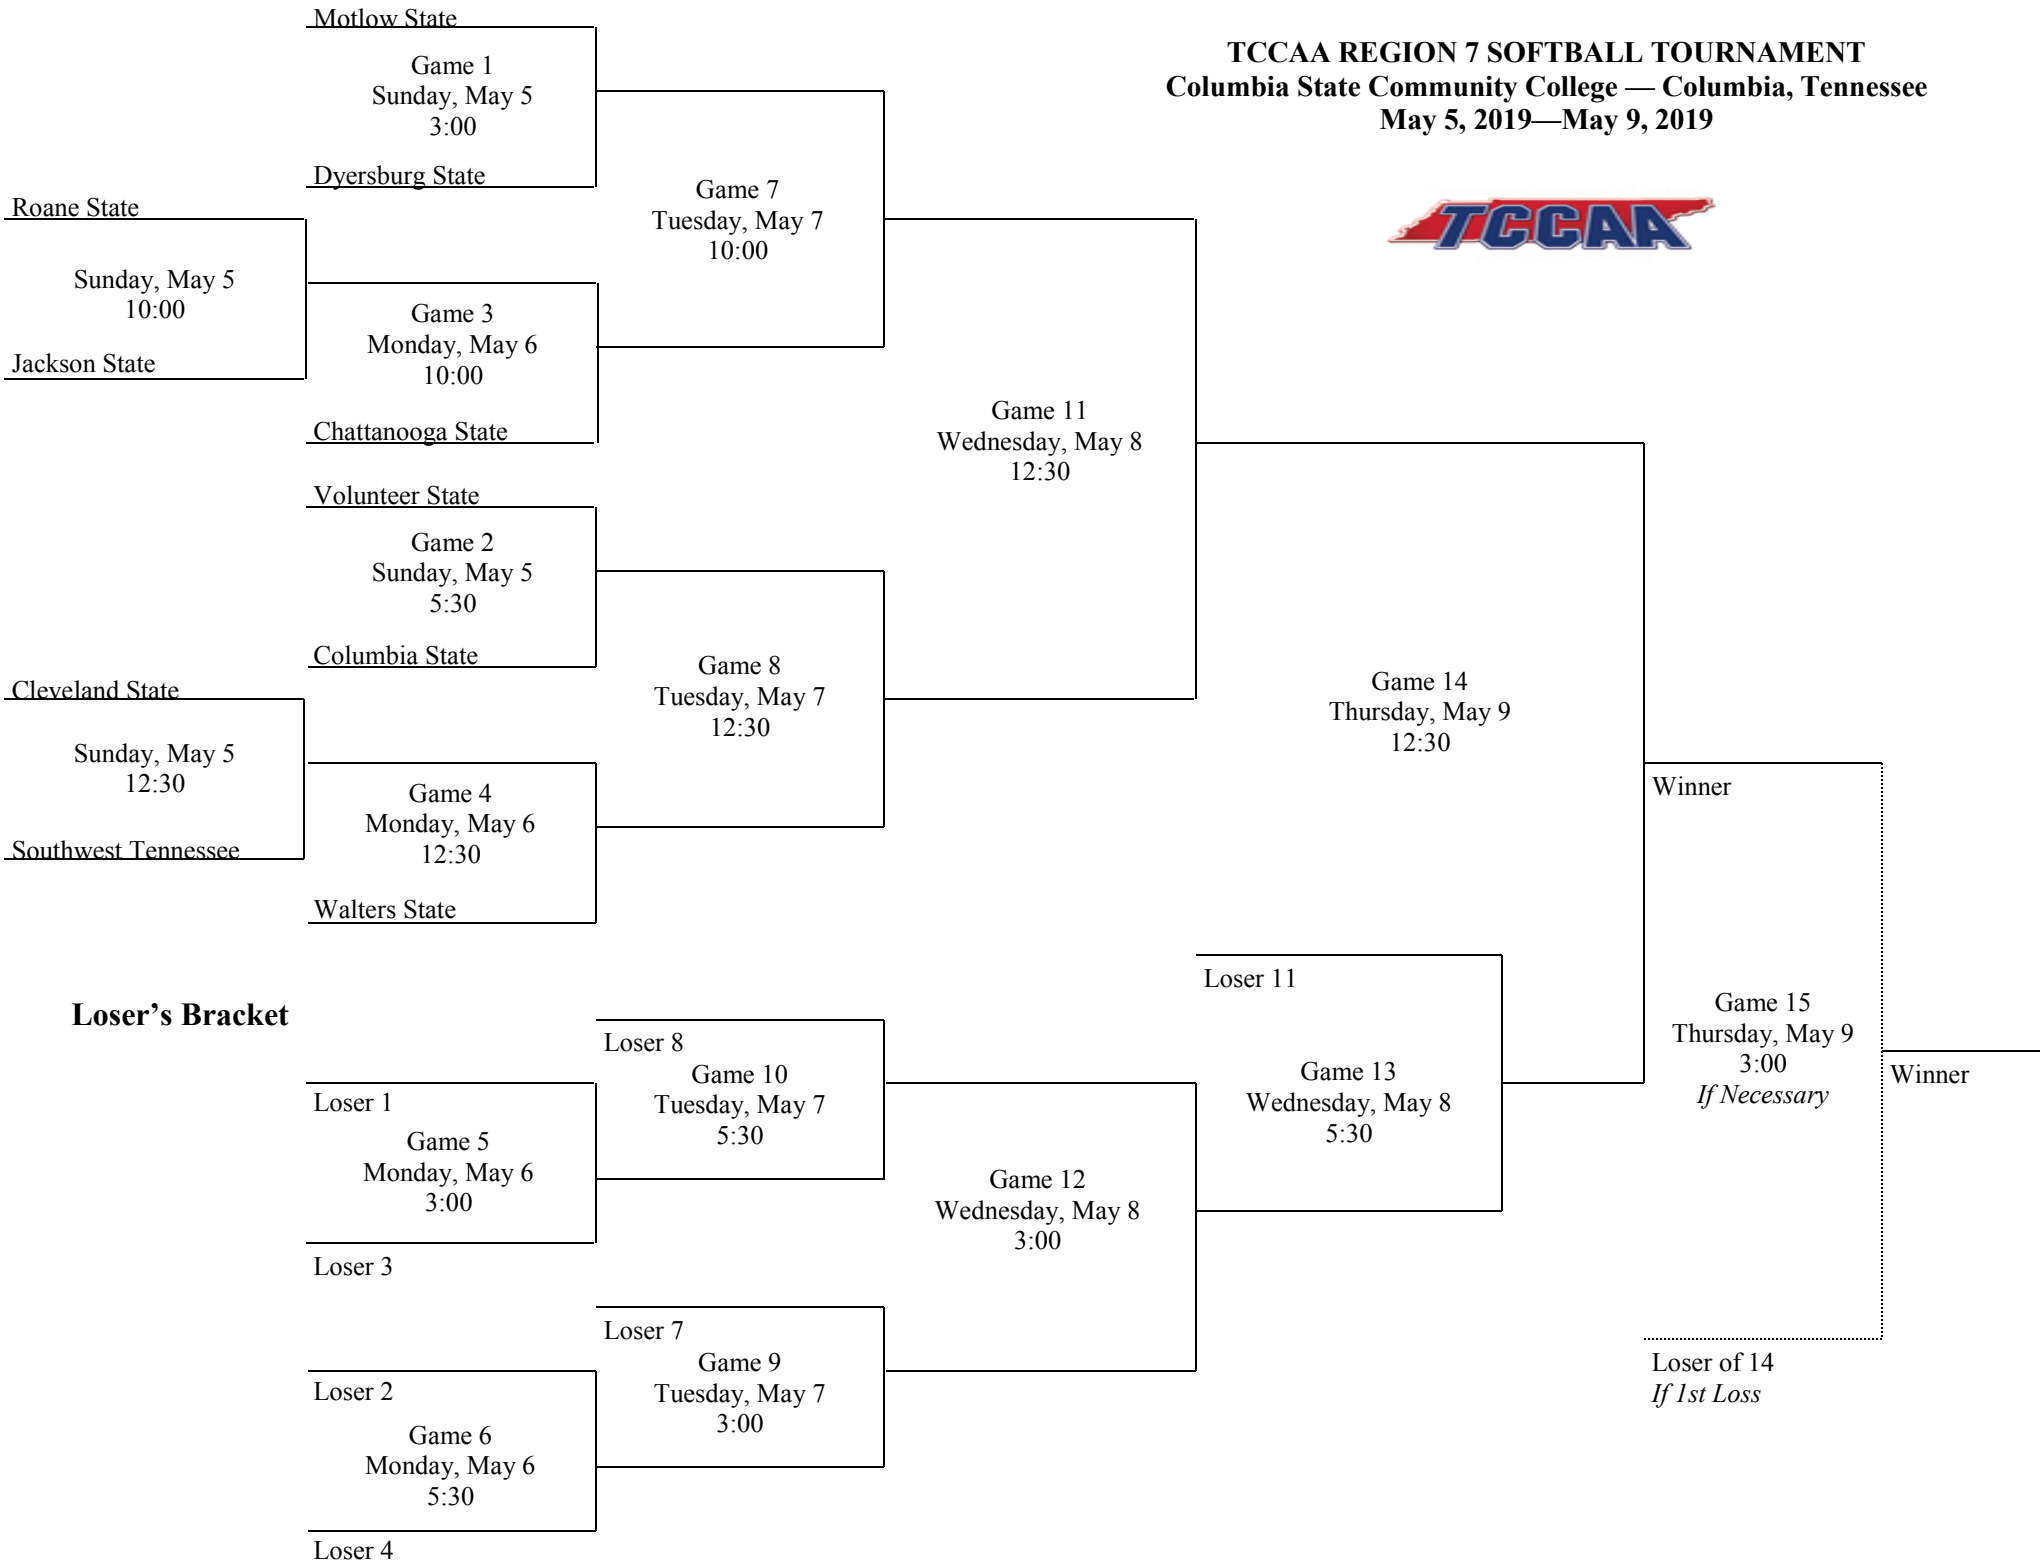 Motlow State
Game 1
Sunday, May 5
3:00
Dyersburg State
TCCAA REGION 7 SOFTBALL TOURNAMENT
Columbia State Community College — Columbia, Tennessee
May 5, 2019—May 9, 2019
TCCAA
Roane State
Sunday, May 5
10:00
Jackson State
Game 3
Monday, May 6
10:00
Chattanooga State
Game 7
Tuesday, May 7
10:00
Volunteer State
Game 2
Sunday, May 5
5:30
Columbia State
Cleveland State
Sunday, May 5
12:30
Southwest Tennessee
Game 4
Monday, May 6
12:30
Walters State
Game 8
Tuesday, May 7
12:30
Game 11
Wednesday, May 8
12:30
Game 14
Thursday, May 9
12:30
Winner
Loser’s Bracket
Loser 1
Game 5
Monday, May 6
3:00
Loser 3
Loser 8
Game 10
Tuesday, May 7
5:30
Loser 2
Game 6
Monday, May 6
5:30
Loser 4
Loser 7
Game 9
Tuesday, May 7
3:00
Game 12
Wednesday, May 8
3:00
Loser 11
Game 13
Wednesday, May 8
5:30
Game 15
Thursday, May 9
3:00
If Necessary
Winner
Loser of 14
If 1st Loss